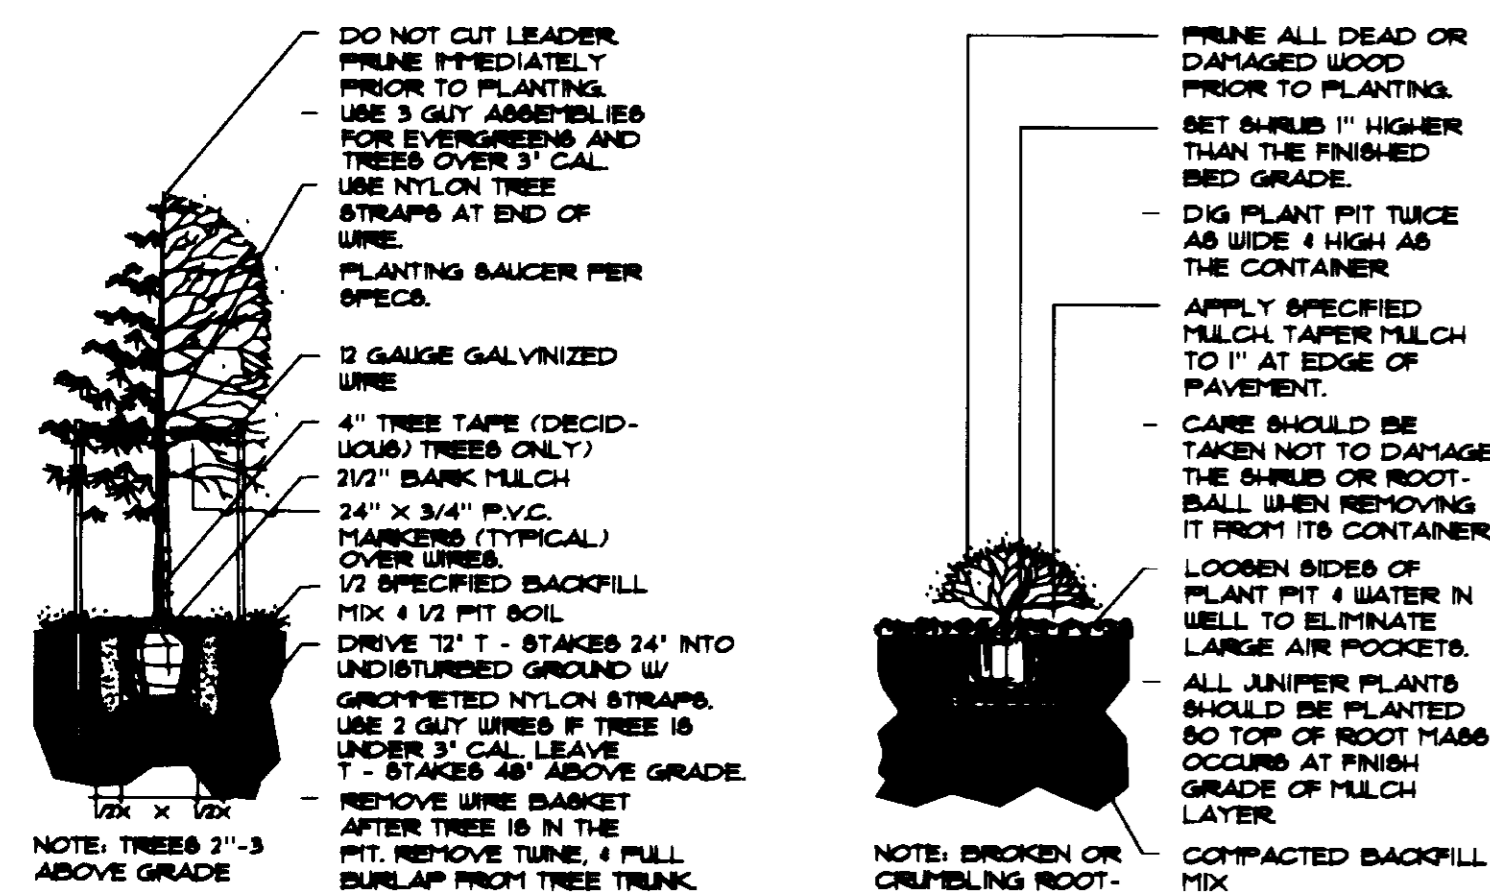 DO NOT CUT LEADER
PRUNE IMMEDIATELY
PRIOR TO PLANTING.
USE 3 GUY ASSEMBLIES
FOR EVERGREENS AND
TREES OVER 3" CAL.
USE NYLON TREE
STRAPS AT END OF
WIRE.
PLANTING SAUCER PER
SPECS.
12 GAUGE GALVINIZED
WIRE
4" TREE TAPE (DECID-
UOUS) TREES ONLY)
2 1/2" BARK MULCH
24" X 3/4" P.V.C.
MARKERS (TYPICAL)
OVER WIRES.
1/2 SPECIFIED BACKFILL
MIX & 1/2 PIT SOIL
DRIVE 72" T - STAKES 24" INTO
UNDISTURBED GROUND W/
GROMMETED NYLON STRAPS.
USE 2 GUY WIRES IF TREE IS
UNDER 3" CAL. LEAVE
T - STAKES 48" ABOVE GRADE.
REMOVE WIRE BASKET
AFTER TREE IS IN THE
PIT. REMOVE TWINE, & PULL
BURLAP FROM TREE TRUNK.
1/2X X 1/2X
NOTE: TREES 2"-3
ABOVE GRADE
PRUNE ALL DEAD OR
DAMAGED WOOD
PRIOR TO PLANTING.
SET SHRUB 1" HIGHER
THAN THE FINISHED
BED GRADE.
DIG PLANT PIT TWICE
AS WIDE & HIGH AS
THE CONTAINER
APPLY SPECIFIED
MULCH. TAPER MULCH
TO 1" AT EDGE OF
PAVEMENT.
CARE SHOULD BE
TAKEN NOT TO DAMAGE
THE SHRUB OR ROOT-
BALL WHEN REMOVING
IT FROM ITS CONTAINER
LOOSEN SIDES OF
PLANT PIT & WATER IN
WELL TO ELIMINATE
LARGE AIR POCKETS.
ALL JUNIPER PLANTS
SHOULD BE PLANTED
SO TOP OF ROOT MASS
OCCURS AT FINISH
GRADE OF MULCH
LAYER
COMPACTED BACKFILL
MIX
NOTE: BROKEN OR
CRUMBLING ROOT-